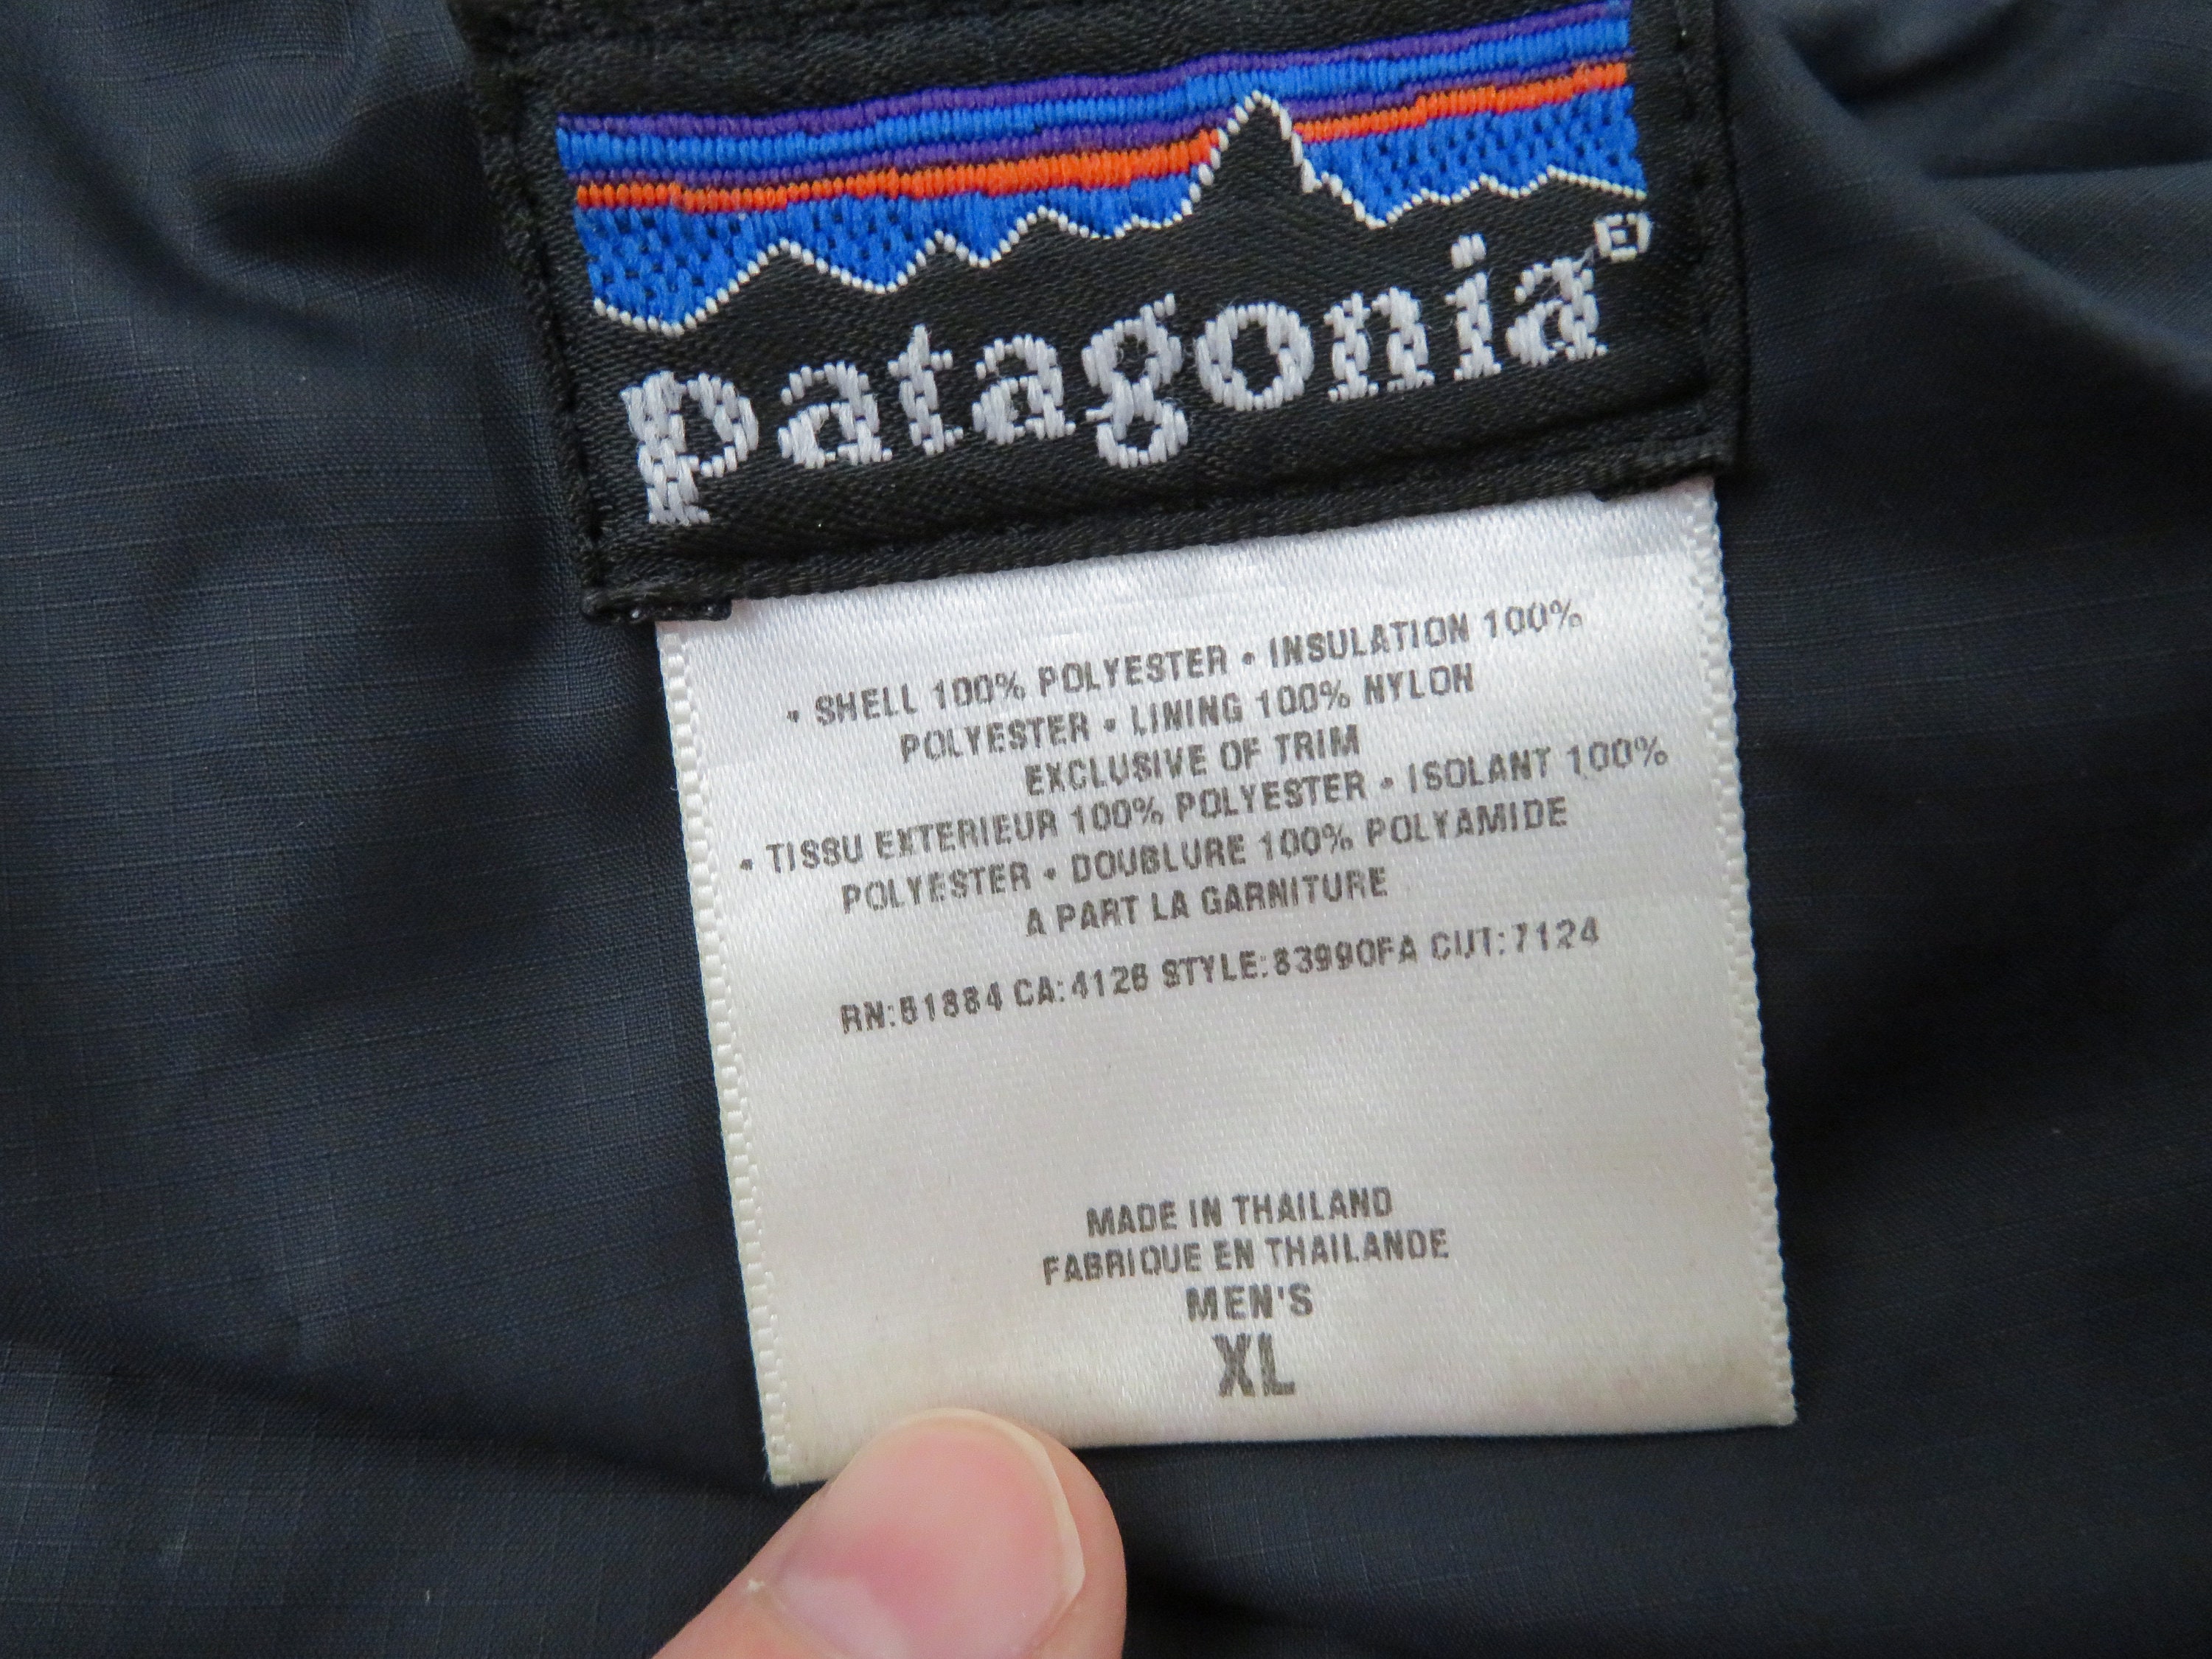 patagonia®
• SHELL 100% POLYESTER • INSULATION 100%
POLYESTER • LINING 100% NYLON
EXCLUSIVE OF TRIM
• TISSU EXTERIEUR 100% POLYESTER • ISOLANT 100%
POLYESTER • DOUBLURE 100% POLYAMIDE
A PART LA GARNITURE
RN:51884 CA:4126 STYLE:83990FA CUT:7124
MADE IN THAILAND
FABRIQUE EN THAILANDE
MEN'S
XL